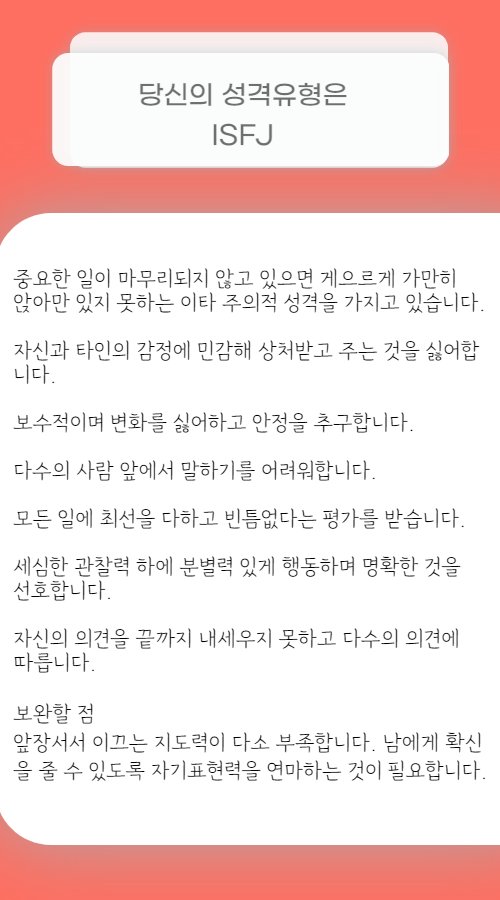 당신의 성격유형은
ISFJ
중요한 일이 마무리되지 않고 있으면 게으르게 가만히
앉아만 있지 못하는 이타 주의적 성격을 가지고 있습니다.
자신과 타인의 감정에 민감해 상처받고 주는 것을 싫어합
니다.
보수적이며 변화를 싫어하고 안정을 추구합니다.
다수의 사람 앞에서 말하기를 어려워합니다.
모든 일에 최선을 다하고 빈틈없다는 평가를 받습니다.
세심한 관찰력 하에 분별력 있게 행동하며 명확한 것을
선호합니다.
자신의 의견을 끝까지 내세우지 못하고 다수의 의견에
따릅니다.
보완할 점
앞장서서 이끄는 지도력이 다소 부족합니다. 남에게 확신
을 줄 수 있도록 자기표현력을 연마하는 것이 필요합니다.